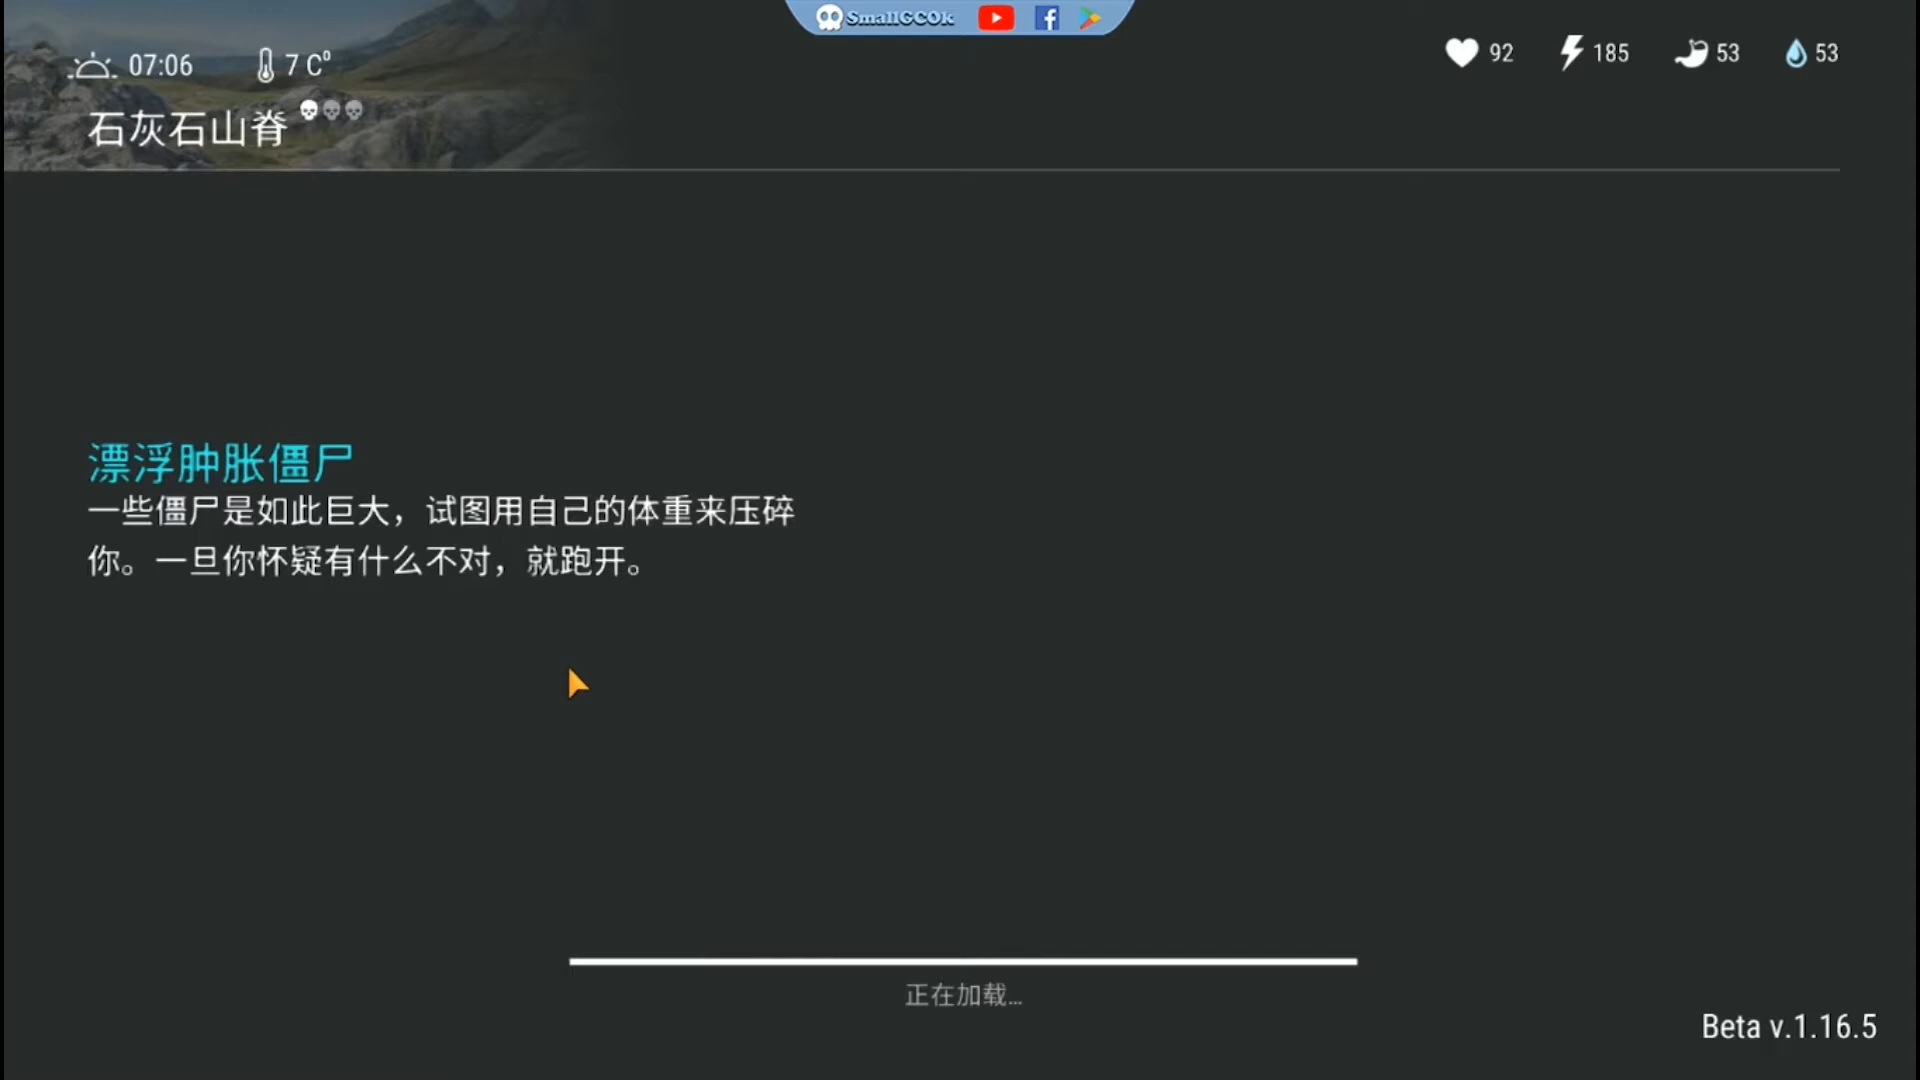 SmallGCOk
07:06
7 C⁰
92
185
53
53
石灰石山脊
漂浮肿胀僵尸
一些僵尸是如此巨大，试图用自己的体重来压碎
你。一旦你怀疑有什么不对，就跑开。
正在加载...
Beta v.1.16.5